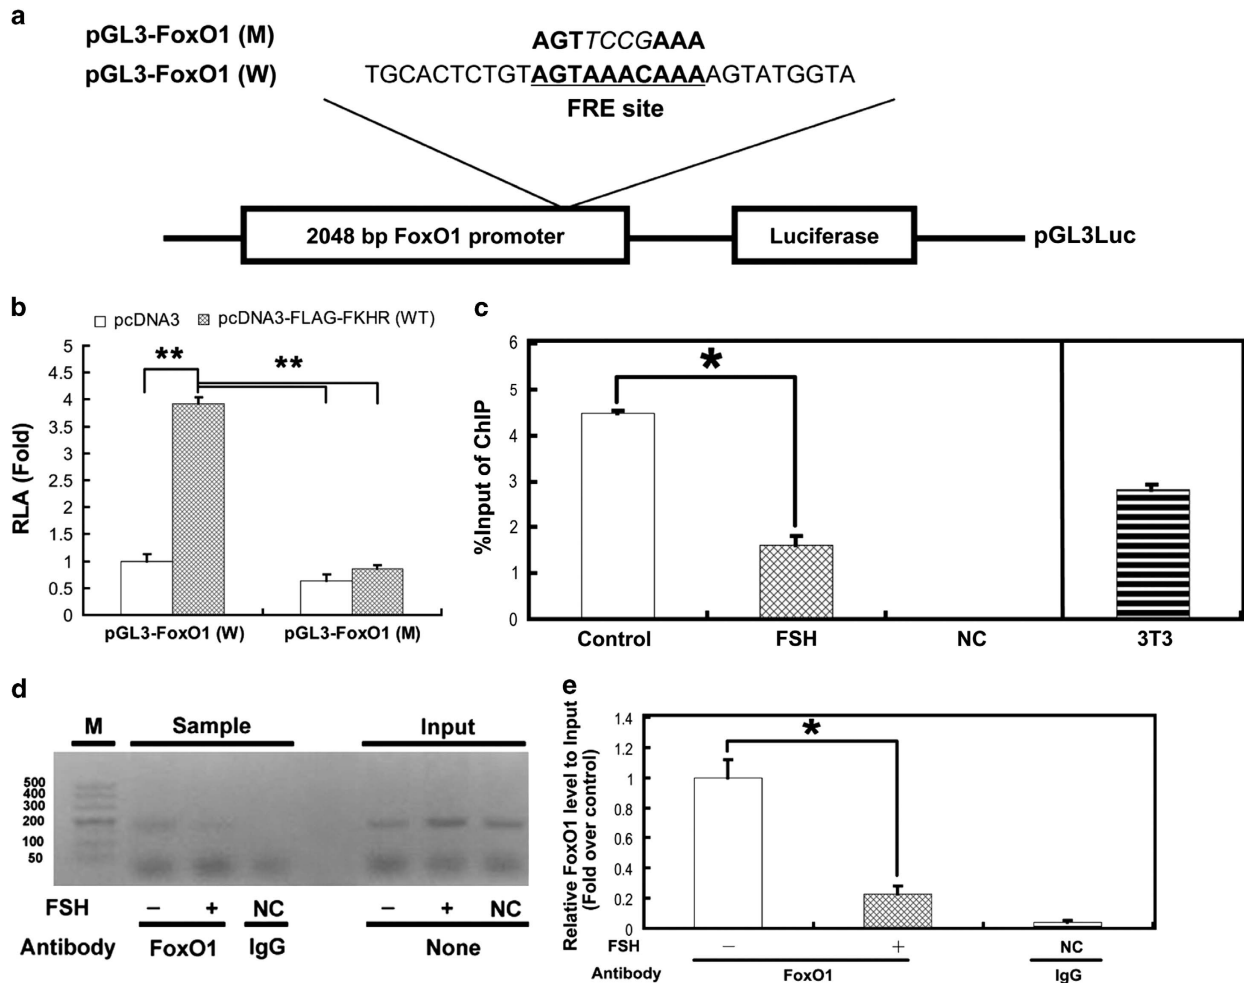 a
pGL3-FoxO1 (M) AGTTCCGAAA
pGL3-FoxO1 (W) TGCACTCTGTAGTAAACAAAAGTATGGTA
FRE site
2048 bp FoxO1 promoter Luciferase pGL3Luc
b
pcDNA3 pcDNA3-FLAG-FKHR (WT)
RLA (Fold)
5
4.5
4
3.5
3
2.5
2
1.5
1
0.5
0
** **
pGL3-FoxO1 (W) pGL3-FoxO1 (M)
c
%Input of ChIP
6
5
4
3
2
1
0
*
Control FSH NC 3T3
d
M Sample Input
500
400
300
200
100
50
FSH − + NC − + NC
Antibody FoxO1 IgG None
e
Relative FoxO1 level to Input
(Fold over control)
1.4
1.2
1
0.8
0.6
0.4
0.2
0
*
FSH − + NC
Antibody FoxO1 IgG